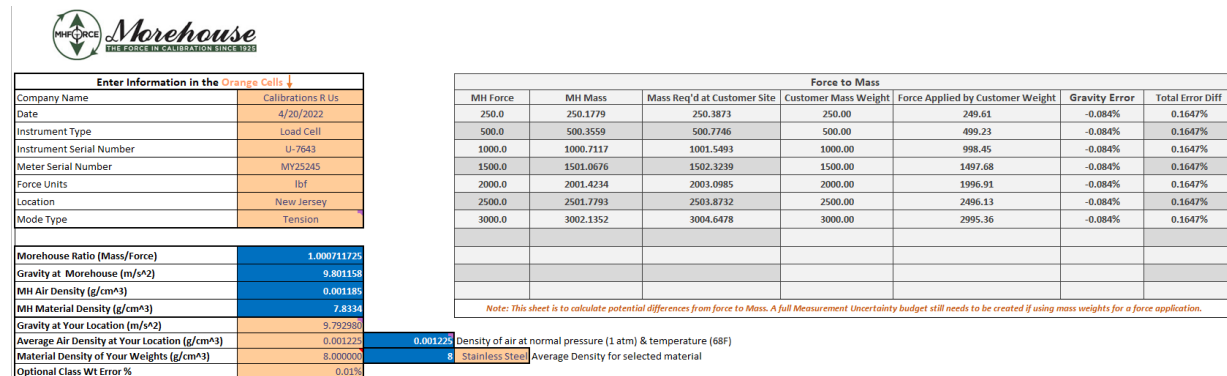 MHFORCE Morehouse
THE FORCE IN CALIBRATION SINCE 1925
Enter Information in the Orange Cells ↓
Company Name Calibrations R Us
Date 4/20/2022
Instrument Type Load Cell
Instrument Serial Number U-7643
Meter Serial Number MY25245
Force Units lbf
Location New Jersey
Mode Type Tension
Morehouse Ratio (Mass/Force) 1.000711725
Gravity at Morehouse (m/s^2) 9.801158
MH Air Density (g/cm^3) 0.001185
MH Material Density (g/cm^3) 7.8334
Gravity at Your Location (m/s^2) 9.792980
Average Air Density at Your Location (g/cm^3) 0.001225 0.001225 Density of air at normal pressure (1 atm) & temperature (68F)
Material Density of Your Weights (g/cm^3) 8.000000 8 Stainless Steel Average Density for selected material
Optional Class Wt Error % 0.01%
Force to Mass
MH Force MH Mass Mass Req'd at Customer Site Customer Mass Weight Force Applied by Customer Weight Gravity Error Total Error Diff
250.0 250.1779 250.3873 250.00 249.61 -0.084% 0.1647%
500.0 500.3559 500.7746 500.00 499.23 -0.084% 0.1647%
1000.0 1000.7117 1001.5493 1000.00 998.45 -0.084% 0.1647%
1500.0 1501.0676 1502.3239 1500.00 1497.68 -0.084% 0.1647%
2000.0 2001.4234 2003.0985 2000.00 1996.91 -0.084% 0.1647%
2500.0 2501.7793 2503.8732 2500.00 2496.13 -0.084% 0.1647%
3000.0 3002.1352 3004.6478 3000.00 2995.36 -0.084% 0.1647%
Note: This sheet is to calculate potential differences from force to Mass. A full Measurement Uncertainty budget still needs to be created if using mass weights for a force application.